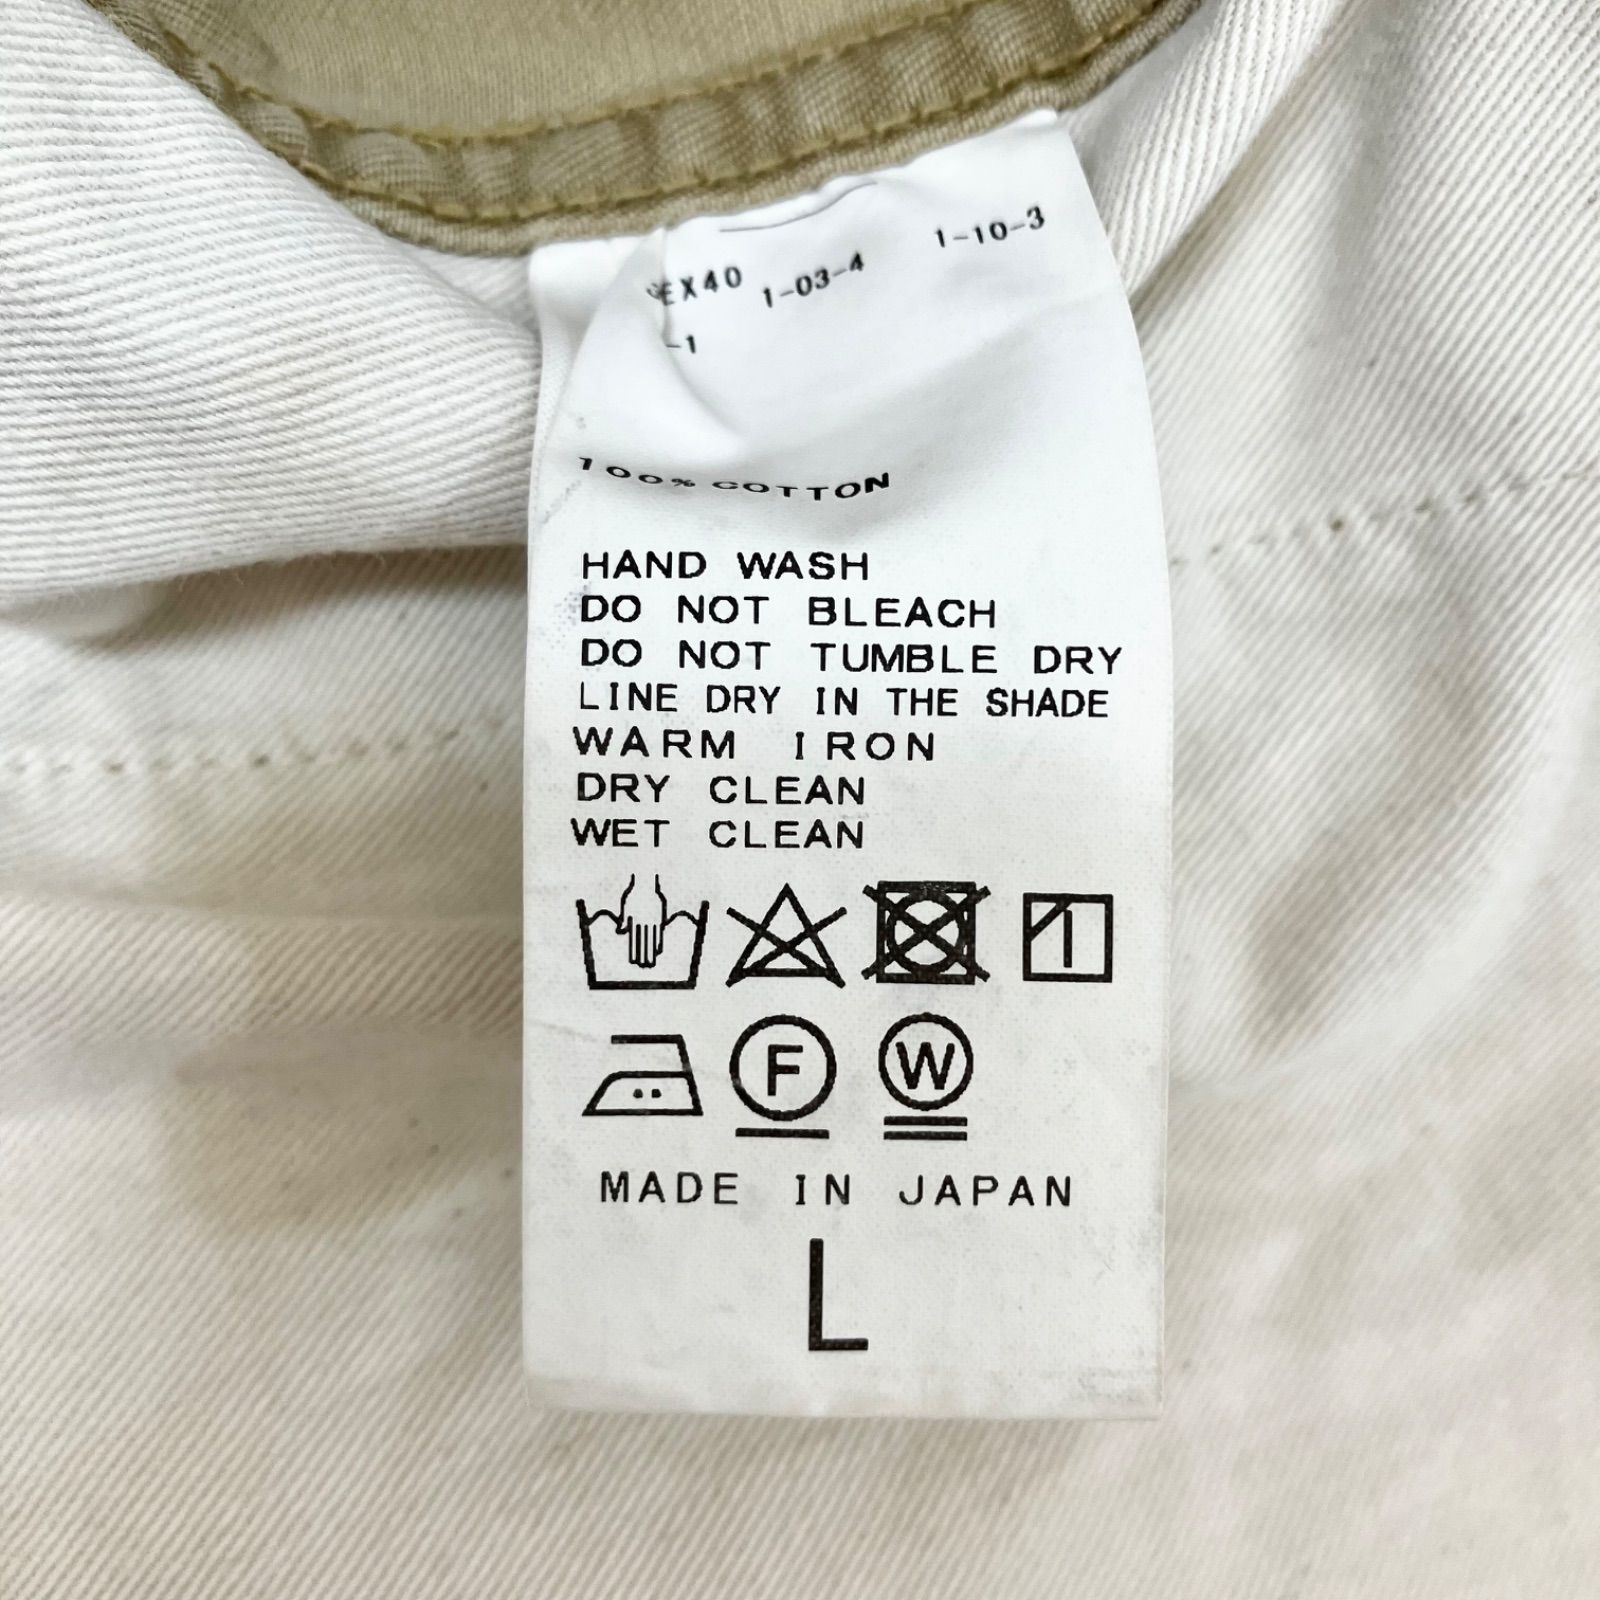 EX40 1-03-4 1-10-3
-1
100% COTTON
HAND WASH
DO NOT BLEACH
DO NOT TUMBLE DRY
LINE DRY IN THE SHADE
WARM IRON
DRY CLEAN
WET CLEAN
F W
MADE IN JAPAN
L